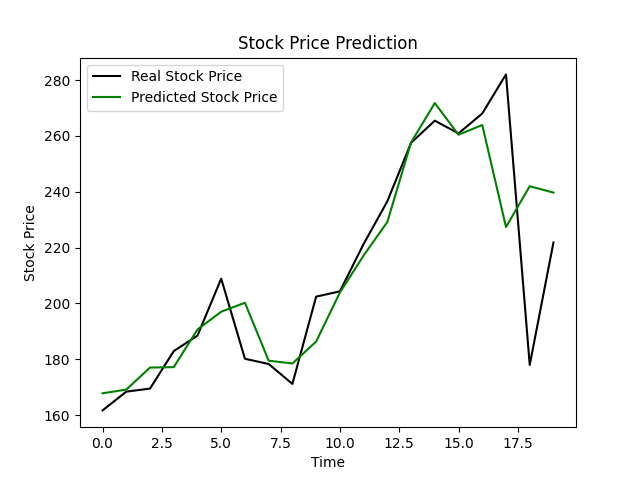 Stock Price Prediction
Real Stock Price
Predicted Stock Price
Stock Price
280
260
240
220
200
180
160
0.0 2.5 5.0 7.5 10.0 12.5 15.0 17.5
Time